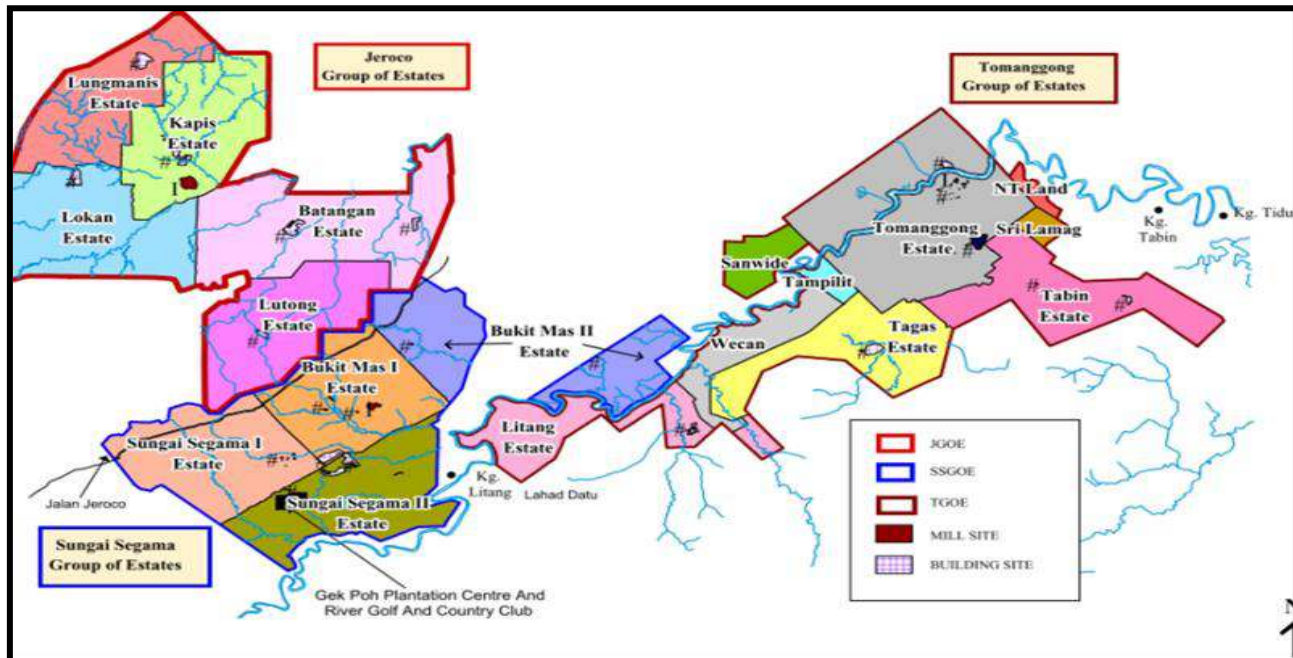 Jeroco
Group of Estates
Tomanggong
Group of Estates
Lungmanis
Estate
Kapis
Estate
Lokan
Estate
Batangan
Estate
Lutong
Estate
NTs Land
Kg.
Tabin
Kg. Tidu
Sri Lamag
Tomanggong
Estate.
Sanwide
Tampilit
Tabin
Estate
Bukit Mas II
Estate
Wecan
Tagas
Estate
Bukit Mas I
Estate
Litang
Estate
Sungai Segama I
Estate
Kg.
Litang
Lahad Datu
Jalan Jeroco
Sungai Segama II
Estate
Sungai Segama
Group of Estates
Gek Poh Plantation Centre And
River Golf And Country Club
JGOE
SSGOE
TGOE
MILL SITE
BUILDING SITE
N